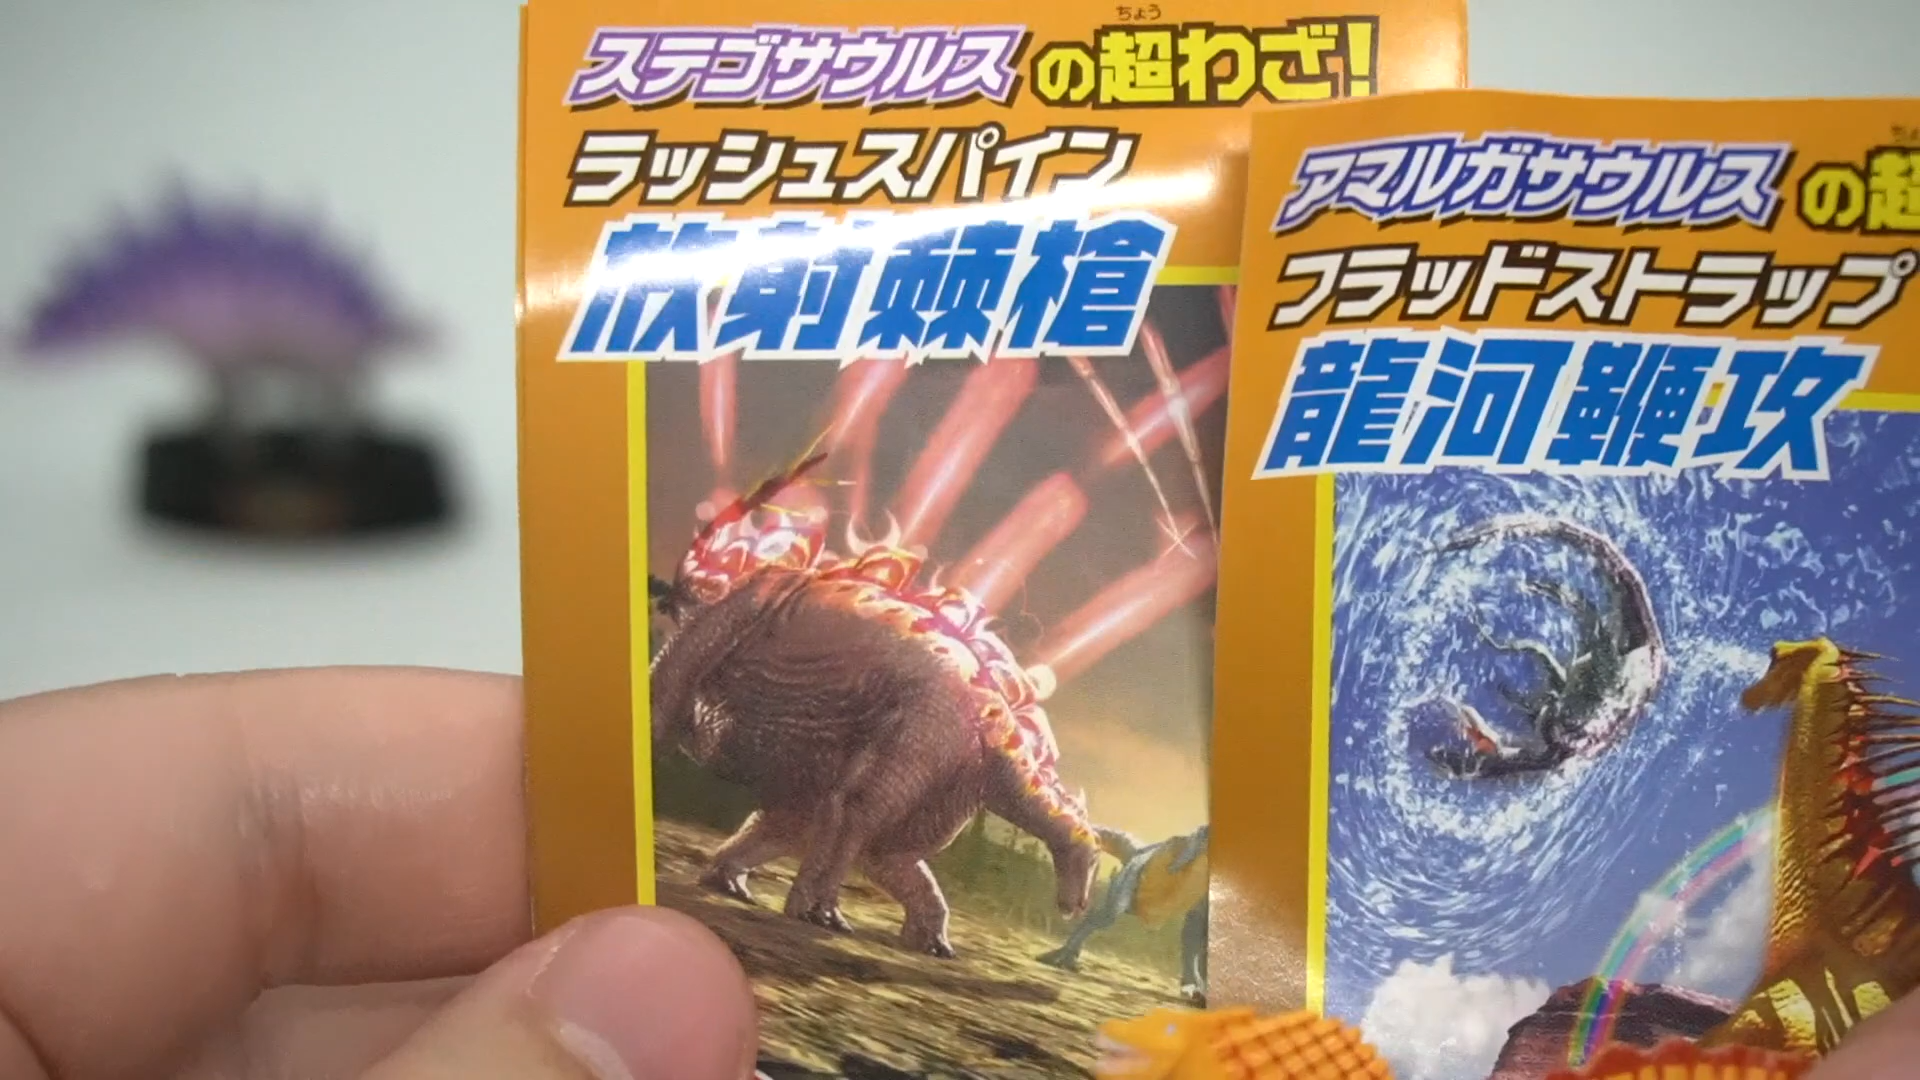 ちょう
ステゴサウルスの超わざ!
ラッシュスパイン
放射棘槍
アマルガサウルスの超
フラッドストラップ
龍河鞭攻